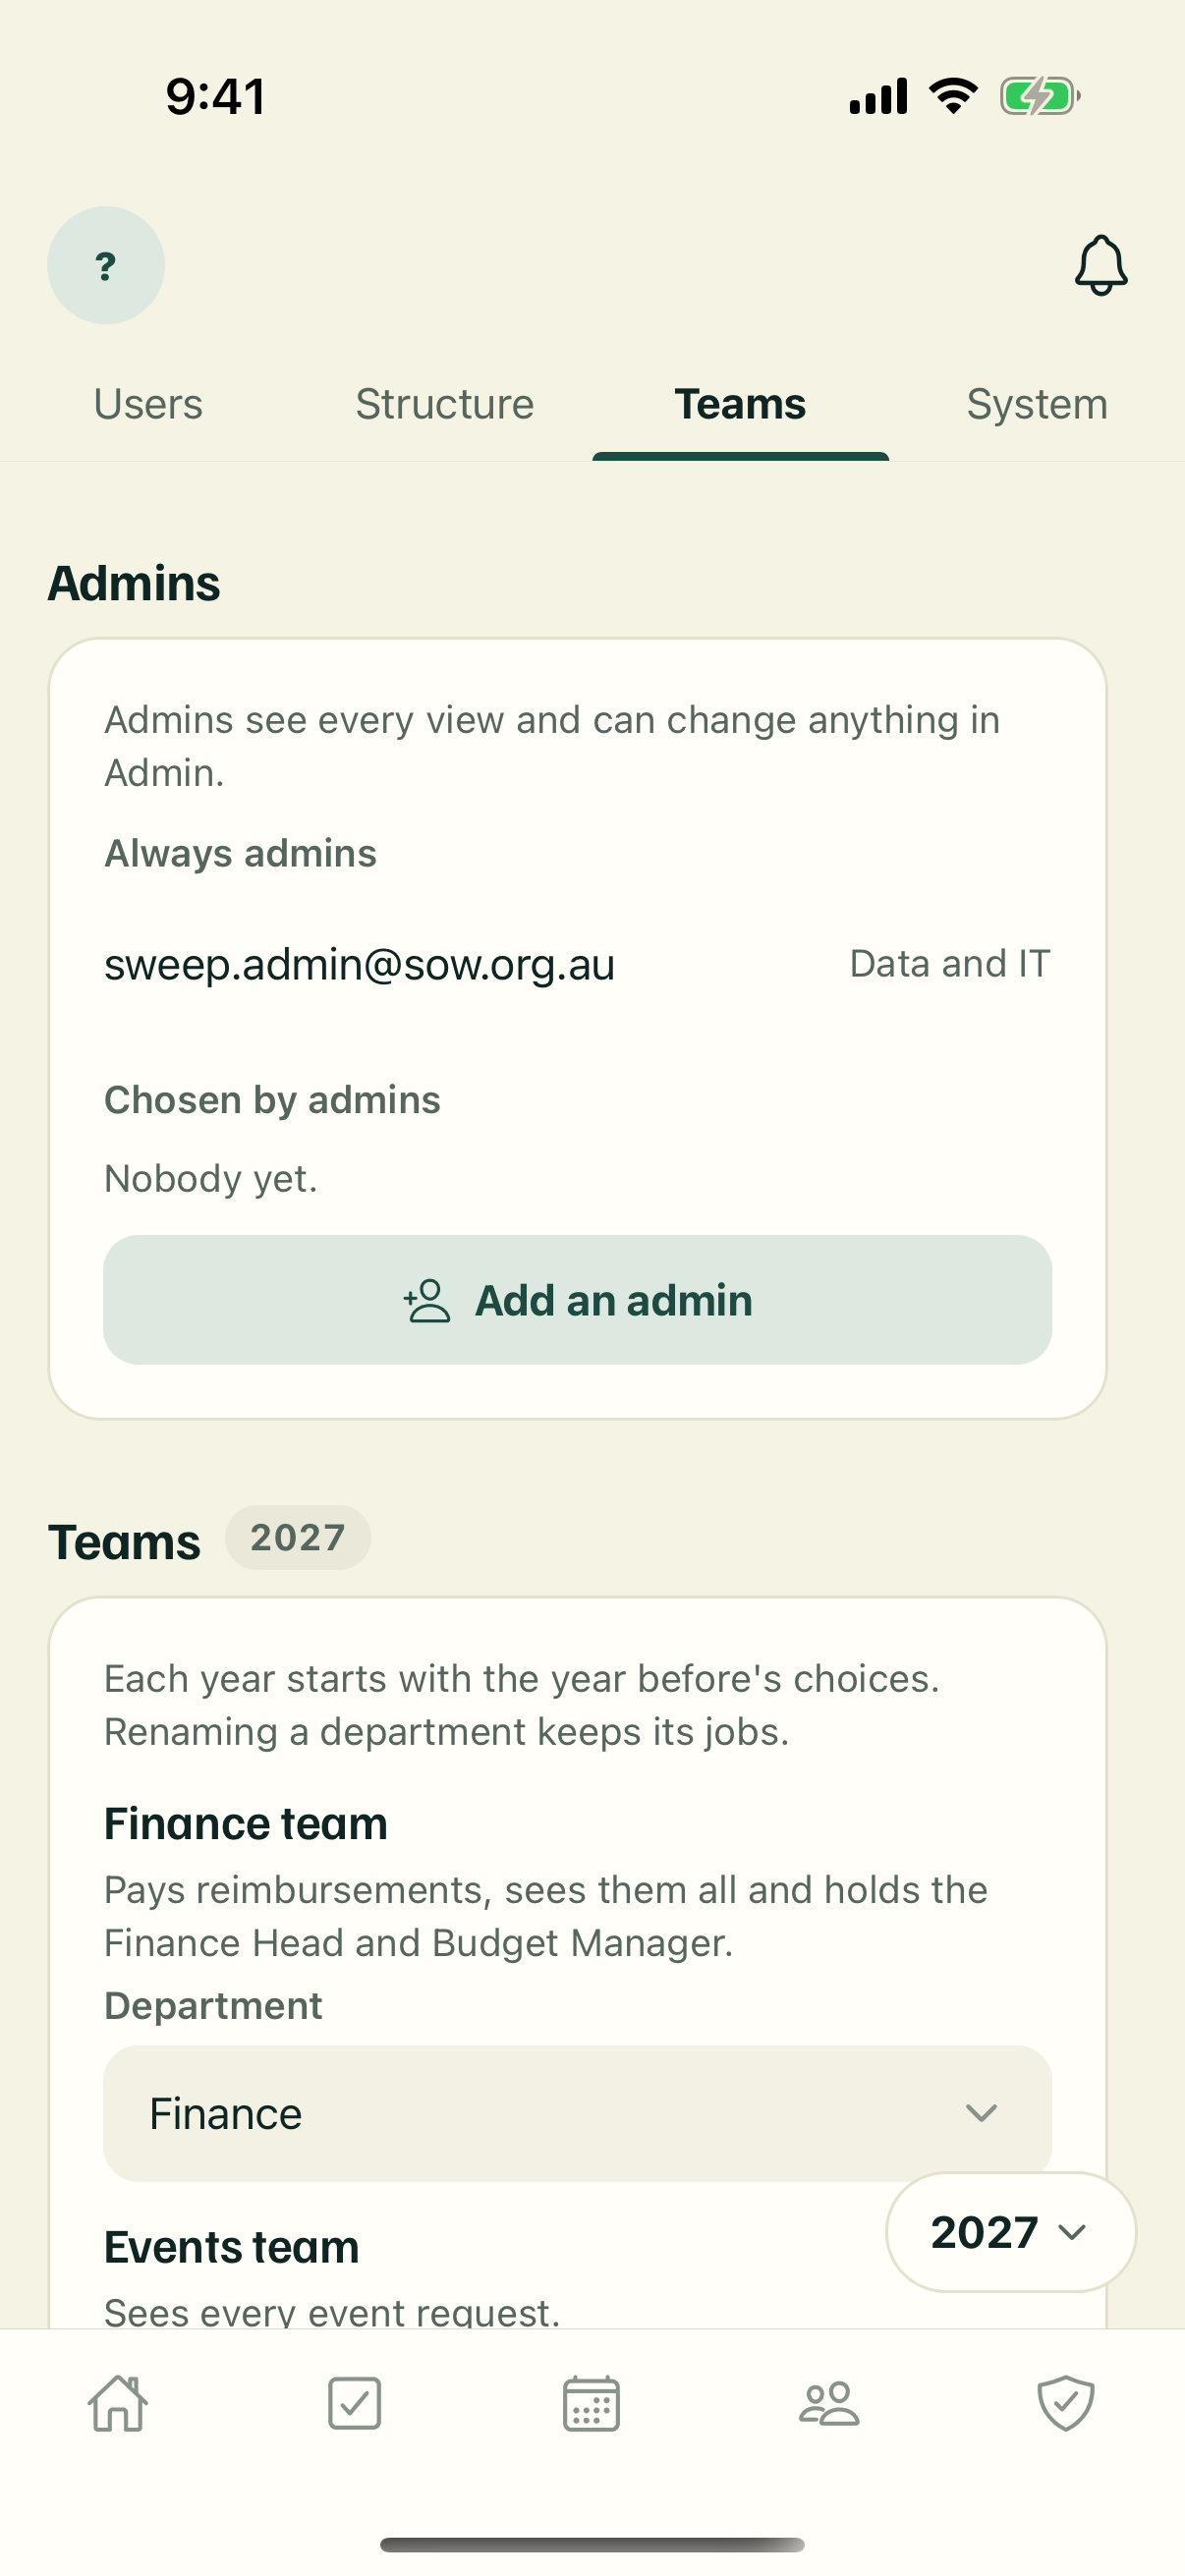 9:41
?
Users Structure Teams System
Admins
Admins see every view and can change anything in
Admin.
Always admins
sweep.admin@sow.org.au Data and IT
Chosen by admins
Nobody yet.
Add an admin
Teams 2027
Each year starts with the year before's choices.
Renaming a department keeps its jobs.
Finance team
Pays reimbursements, sees them all and holds the
Finance Head and Budget Manager.
Department
Finance
2027
Events team
Sees every event request.